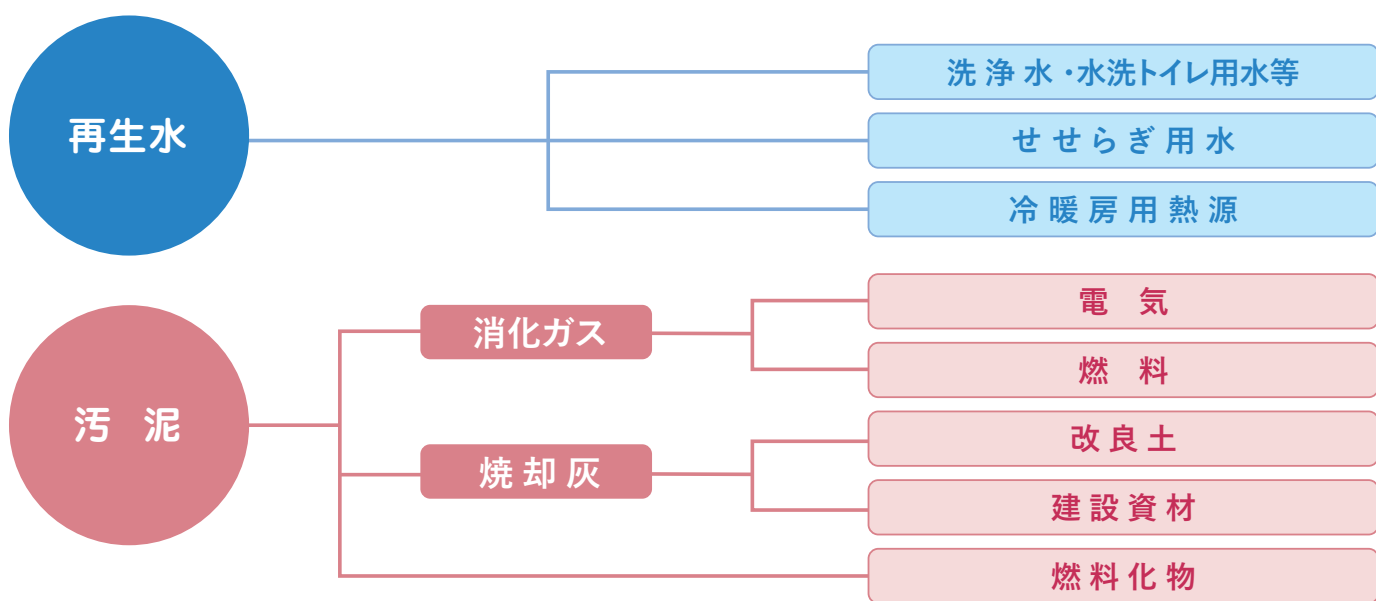 再生水
洗浄水・水洗トイレ用水等
せせらぎ用水
冷暖房用熱源
汚泥
消化ガス
電気
燃料
焼却灰
改良土
建設資材
燃料化物